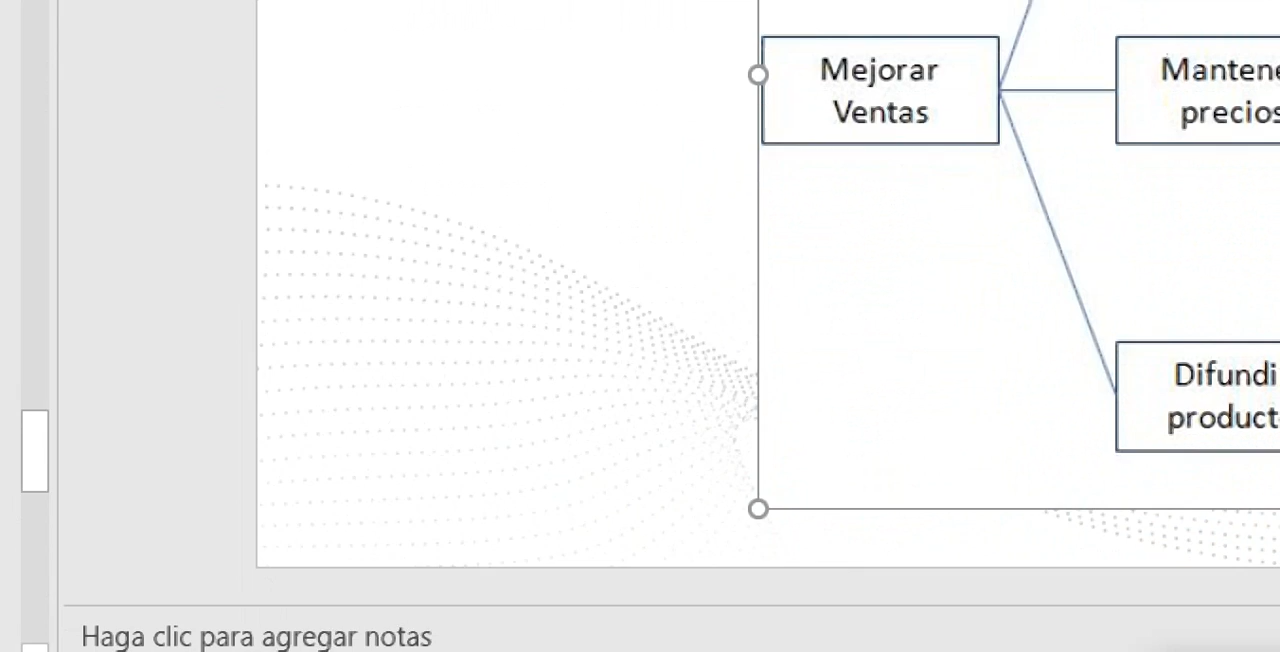 Mejorar
Ventas
Mantene
precios
Difundi
product
Haga clic para agregar notas